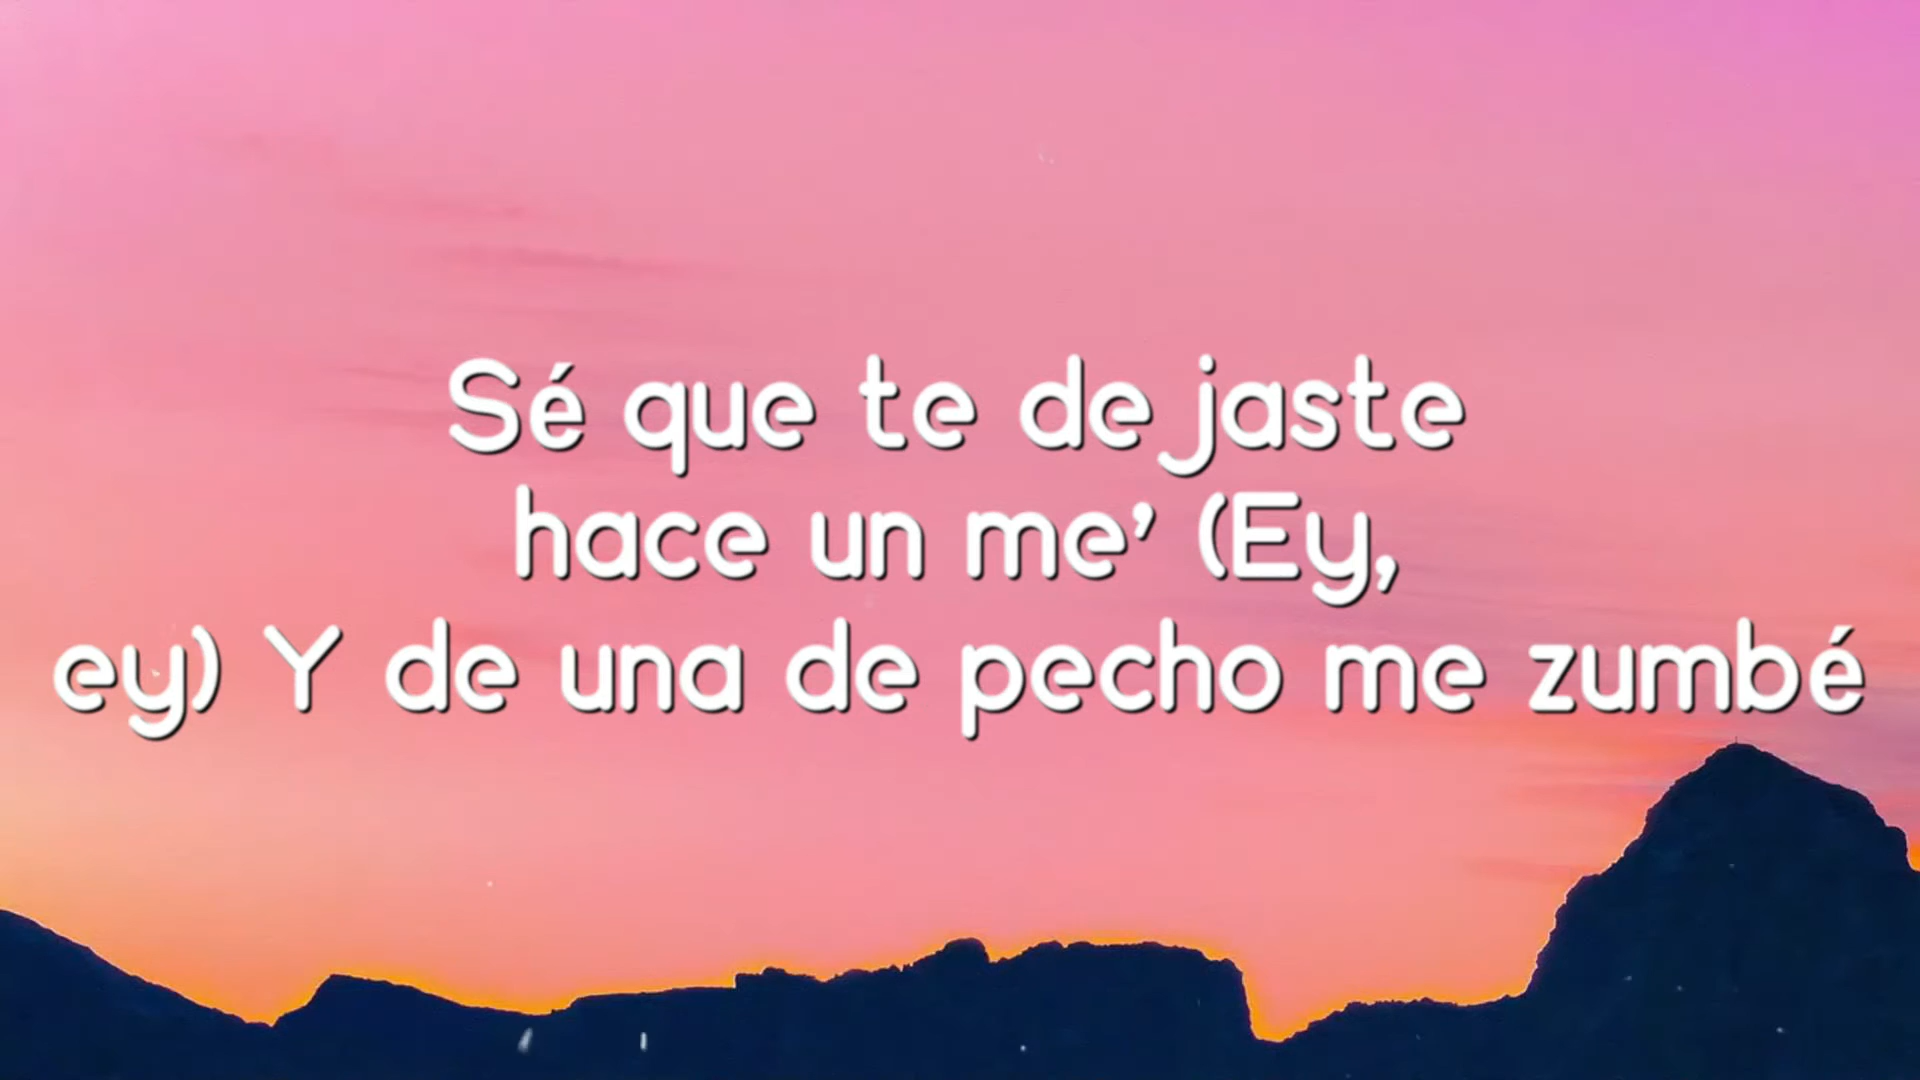 Sé que te dejaste
hace un me’ (Ey,
ey) Y de una de pecho me zumbé